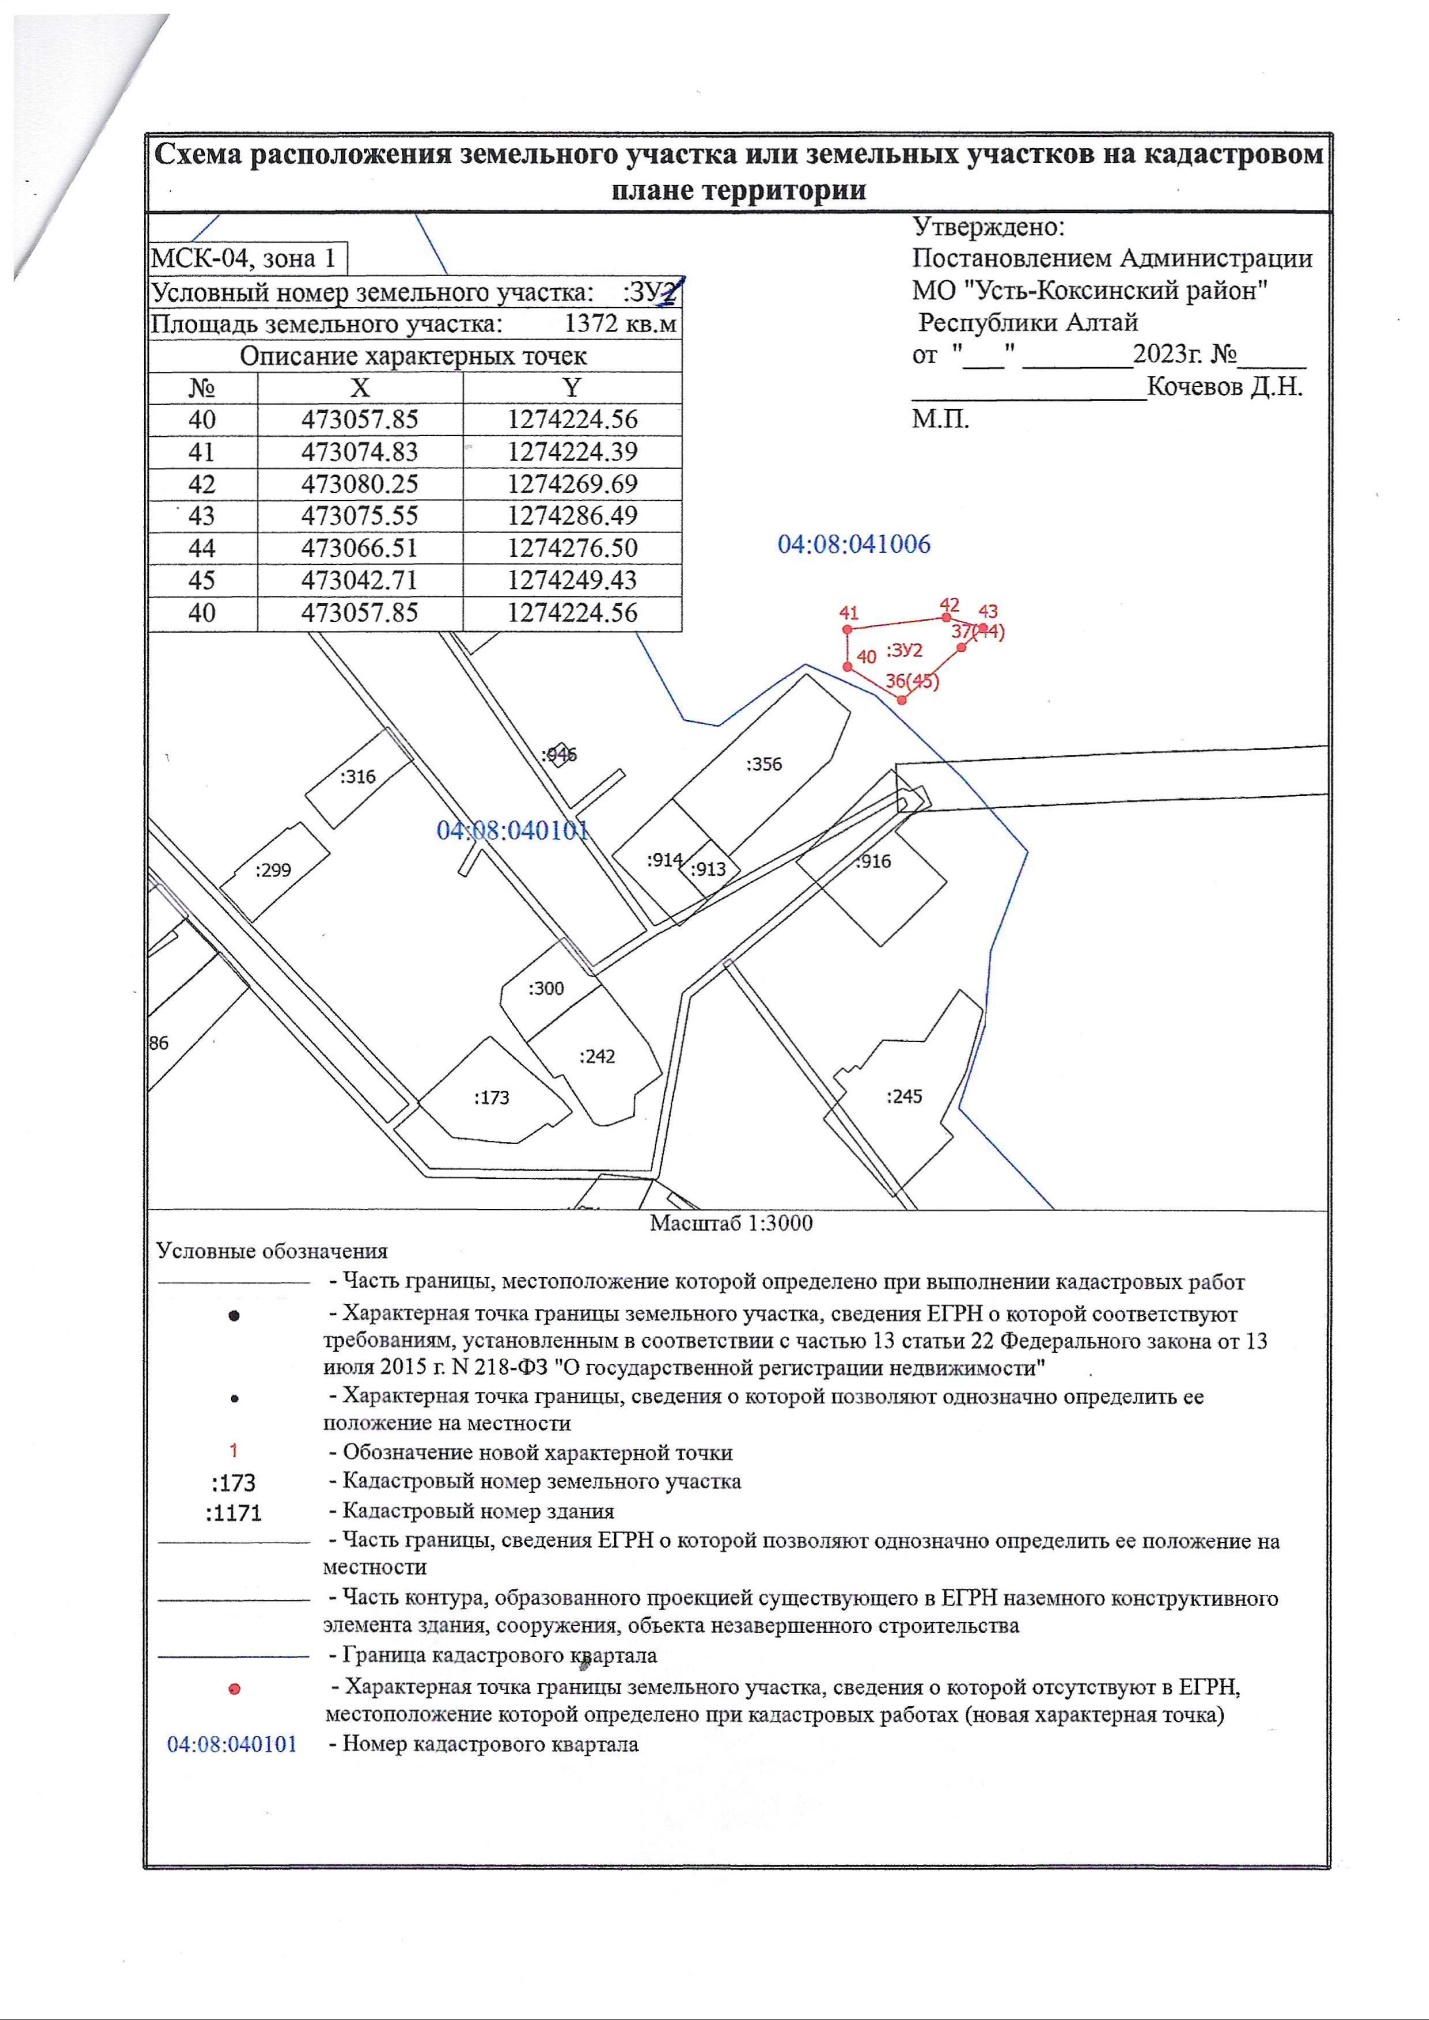 Схема расположения земельного участка или земельных участков на кадастровом
плане территории
Утверждено:
Постановлением Администрации
МО "Усть-Коксинский район"
Республики Алтай
от "___" ________2023г. №_____
_________________Кочевов Д.Н.
М.П.
МСК-04, зона 1
Условный номер земельного участка: :ЗУ2
Площадь земельного участка: 1372 кв.м
Описание характерных точек
№ X Y
40 473057.85 1274224.56
41 473074.83 1274224.39
42 473080.25 1274269.69
43 473075.55 1274286.49
44 473066.51 1274276.50
45 473042.71 1274249.43
40 473057.85 1274224.56
04:08:041006
41
42
43
37(44)
40
:ЗУ2
36(45)
:946
:316
:356
04:08:040101
:299
:914
:913
:916
:300
86
:242
:173
:245
Масштаб 1:3000
Условные обозначения
- Часть границы, местоположение которой определено при выполнении кадастровых работ
- Характерная точка границы земельного участка, сведения ЕГРН о которой соответствуют
требованиям, установленным в соответствии с частью 13 статьи 22 Федерального закона от 13
июля 2015 г. N 218-ФЗ "О государственной регистрации недвижимости"
- Характерная точка границы, сведения о которой позволяют однозначно определить ее
положение на местности
1 - Обозначение новой характерной точки
:173 - Кадастровый номер земельного участка
:1171 - Кадастровый номер здания
- Часть границы, сведения ЕГРН о которой позволяют однозначно определить ее положение на
местности
- Часть контура, образованного проекцией существующего в ЕГРН наземного конструктивного
элемента здания, сооружения, объекта незавершенного строительства
- Граница кадастрового квартала
- Характерная точка границы земельного участка, сведения о которой отсутствуют в ЕГРН,
местоположение которой определено при кадастровых работах (новая характерная точка)
04:08:040101 - Номер кадастрового квартала